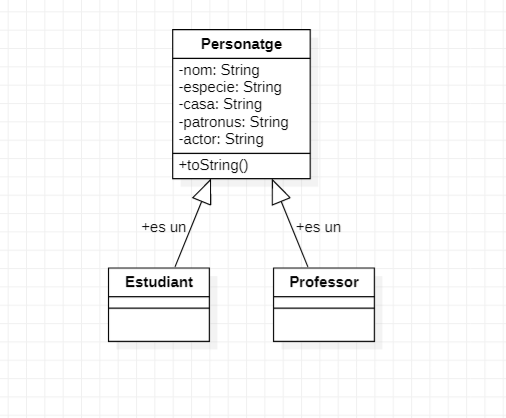 Personatge
-nom: String
-especie: String
-casa: String
-patronus: String
-actor: String
+toString()
+es un
+es un
Estudiant
Professor